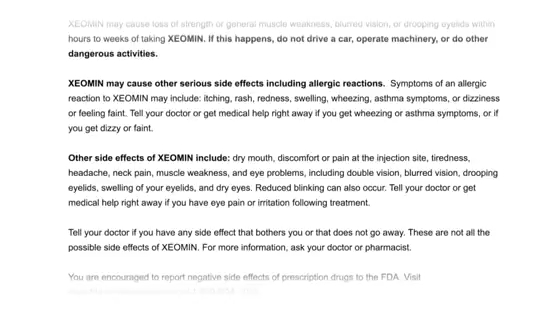 XEOMIN may cause loss of strength or general muscle weakness, blurred vision, or drooping eyelids within
hours to weeks of taking XEOMIN. If this happens, do not drive a car, operate machinery, or do other
dangerous activities.
XEOMIN may cause other serious side effects including allergic reactions. Symptoms of an allergic
reaction to XEOMIN may include: itching, rash, redness, swelling, wheezing, asthma symptoms, or dizziness
or feeling faint. Tell your doctor or get medical help right away if you get wheezing or asthma symptoms, or if
you get dizzy or faint.
Other side effects of XEOMIN include: dry mouth, discomfort or pain at the injection site, tiredness,
headache, neck pain, muscle weakness, and eye problems, including double vision, blurred vision, drooping
eyelids, swelling of your eyelids, and dry eyes. Reduced blinking can also occur. Tell your doctor or get
medical help right away if you have eye pain or irritation following treatment.
Tell your doctor if you have any side effect that bothers you or that does not go away. These are not all the
possible side effects of XEOMIN. For more information, ask your doctor or pharmacist.
You are encouraged to report negative side effects of prescription drugs to the FDA. Visit